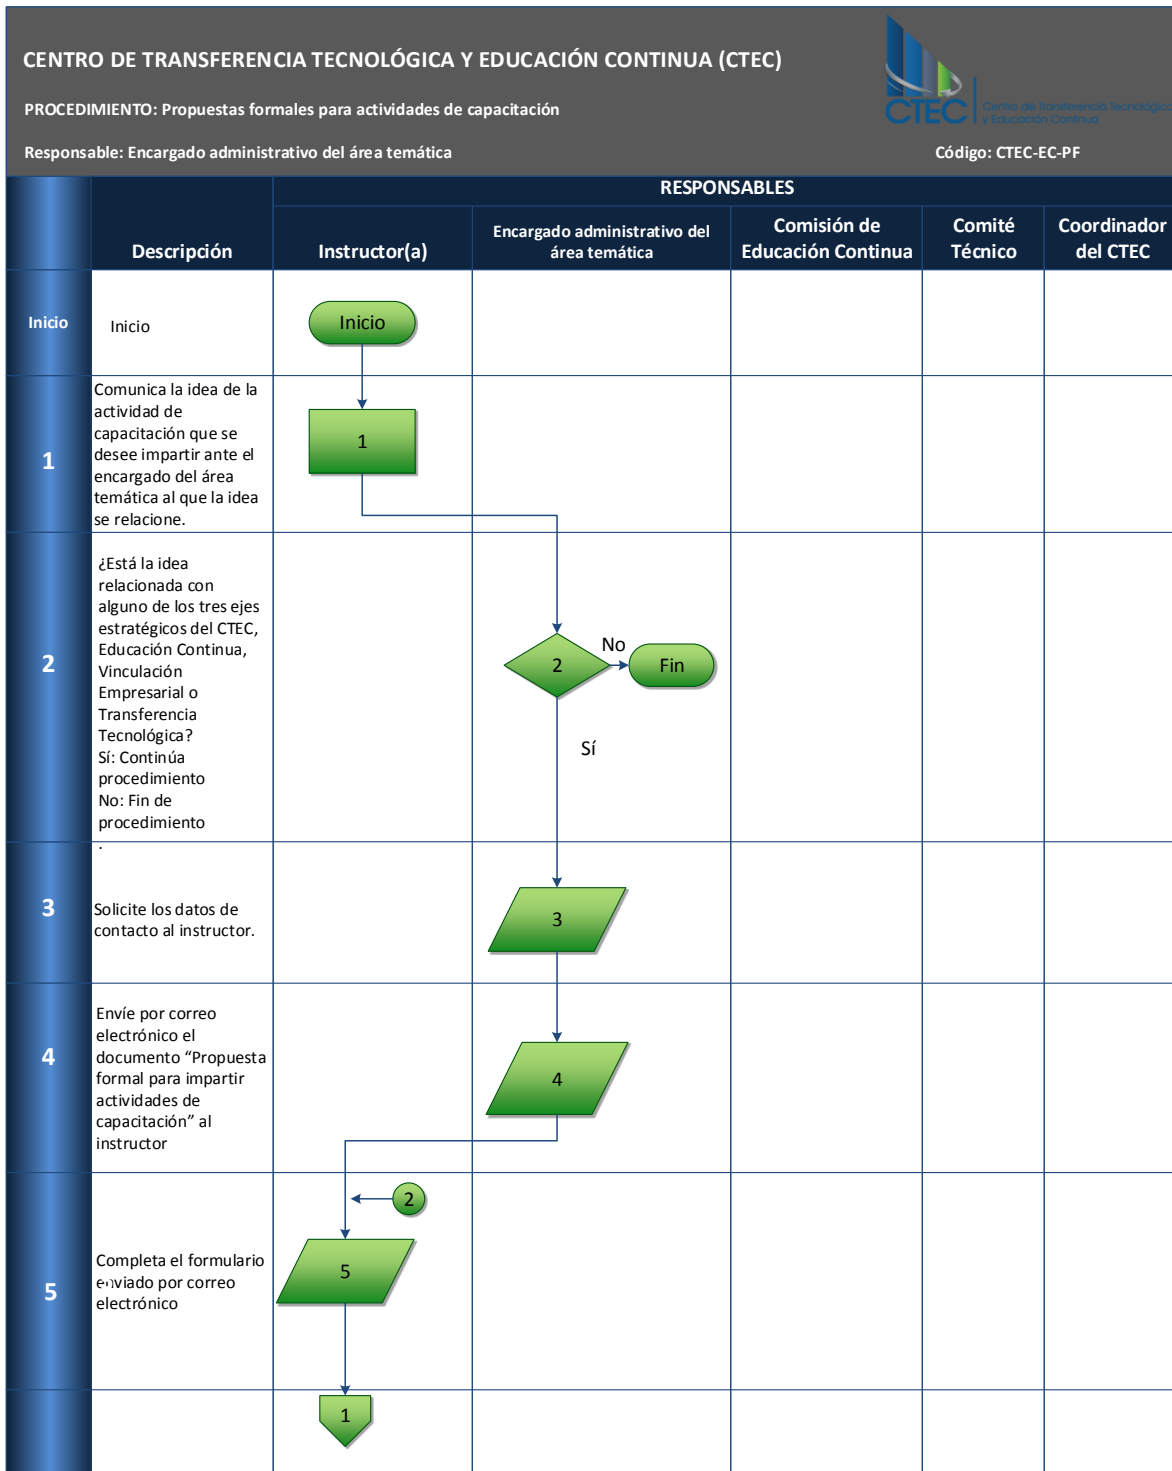 CENTRO DE TRANSFERENCIA TECNOLÓGICA Y EDUCACIÓN CONTINUA (CTEC)
PROCEDIMIENTO: Propuestas formales para actividades de capacitación
Responsable: Encargado administrativo del área temática
CTEC
Centro de Transferencia Tecnológica
y Educación Continua
Código: CTEC-EC-PF
RESPONSABLES
Descripción
Instructor(a)
Encargado administrativo del
área temática
Comisión de
Educación Continua
Comité
Técnico
Coordinador
del CTEC
Inicio
Inicio
Inicio
1
Comunica la idea de la
actividad de
capacitación que se
desee impartir ante el
encargado del área
temática al que la idea
se relacione.
1
2
¿Está la idea
relacionada con
alguno de los tres ejes
estratégicos del CTEC,
Educación Continua,
Vinculación
Empresarial o
Transferencia
Tecnológica?
Sí: Continúa
procedimiento
No: Fin de
procedimiento
.
2
No
Fin
Sí
3
Solicite los datos de
contacto al instructor.
3
4
Envíe por correo
electrónico el
documento “Propuesta
formal para impartir
actividades de
capacitación” al
instructor
4
2
5
Completa el formulario
enviado por correo
electrónico
5
1